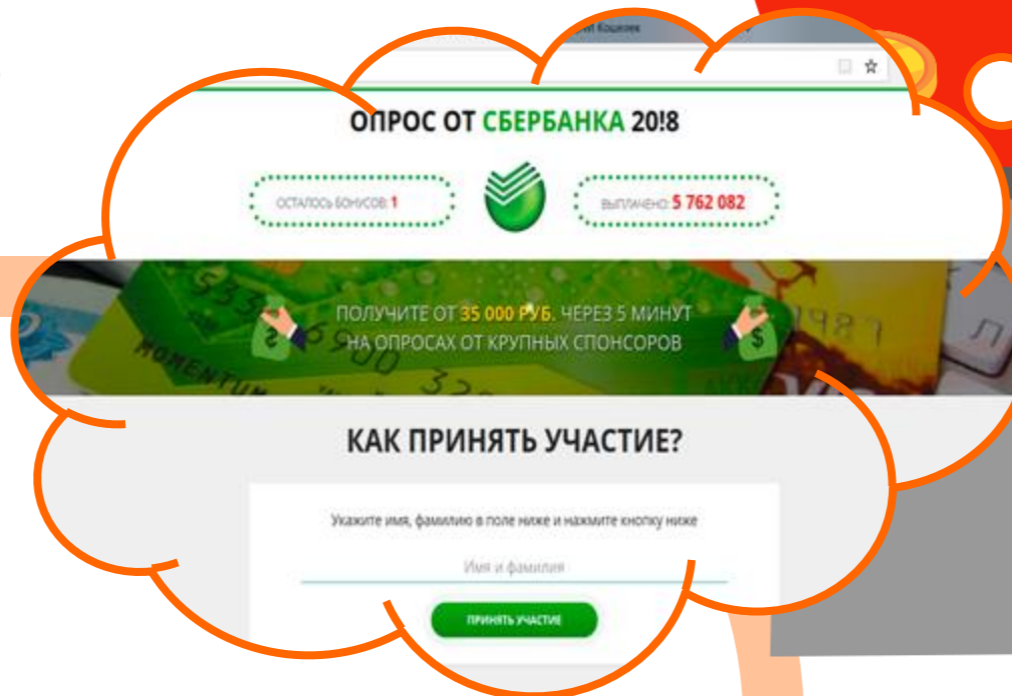 Кошелек
ОПРОС ОТ СБЕРБАНКА 20!8
ОСТАЛОСЬ БОНУСОВ: 1
ВЫПЛАЧЕНО: 5 762 082
ПОЛУЧИТЕ ОТ 35 000 РУБ. ЧЕРЕЗ 5 МИНУТ
НА ОПРОСАХ ОТ КРУПНЫХ СПОНСОРОВ
MOMENTUM
КАК ПРИНЯТЬ УЧАСТИЕ?
Укажите имя, фамилию в поле ниже и нажмите кнопку ниже
Имя и фамилия
ПРИНЯТЬ УЧАСТИЕ